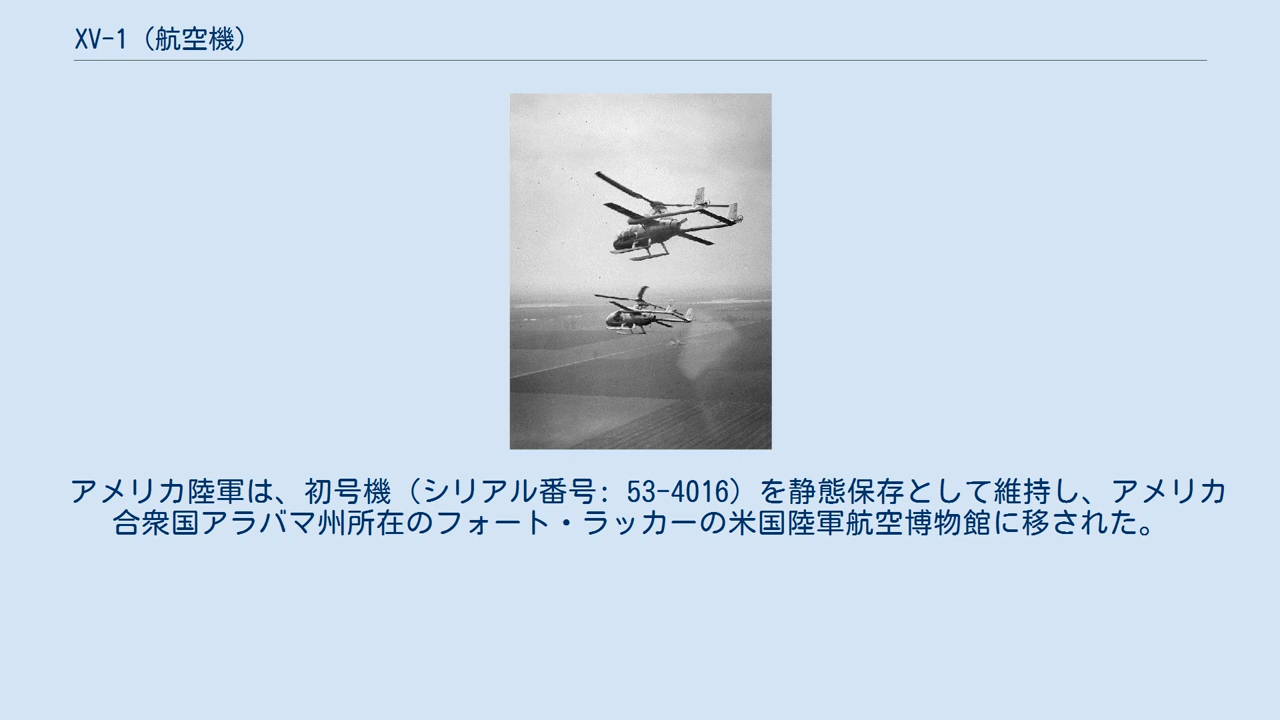 XV-1（航空機）
アメリカ陸軍は、初号機（シリアル番号: 53-4016）を静態保存として維持し、アメリカ
合衆国アラバマ州所在のフォート・ラッカーの米国陸軍航空博物館に移された。